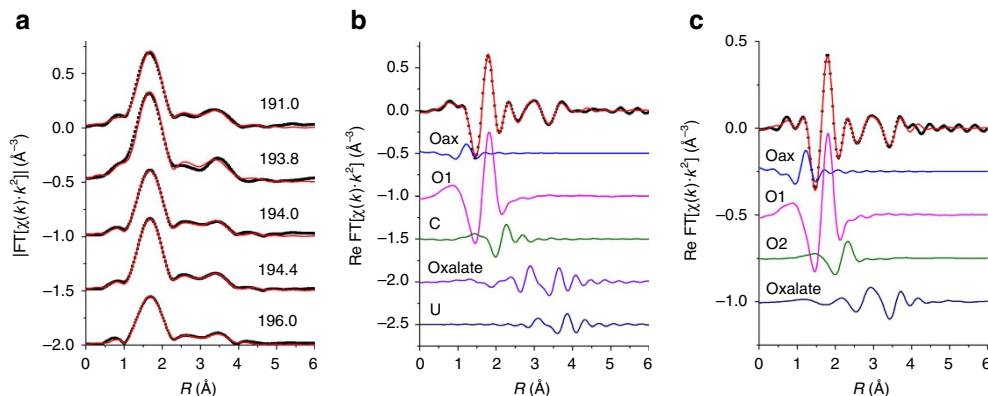 a
|FT[χ(k)·k²]| (Å⁻³)
0.5
0.0
−0.5
−1.0
−1.5
−2.0
191.0
193.8
194.0
194.4
196.0
0 1 2 3 4 5 6
R (Å)
b
Re FT[χ(k)·k²] (Å⁻³)
0.5
0.0
−0.5
−1.0
−1.5
−2.0
−2.5
Oax
O1
C
Oxalate
U
0 1 2 3 4 5 6
R (Å)
c
Re FT[χ(k)·k²] (Å⁻³)
0.5
0.0
−0.5
−1.0
Oax
O1
O2
Oxalate
0 1 2 3 4 5 6
R (Å)